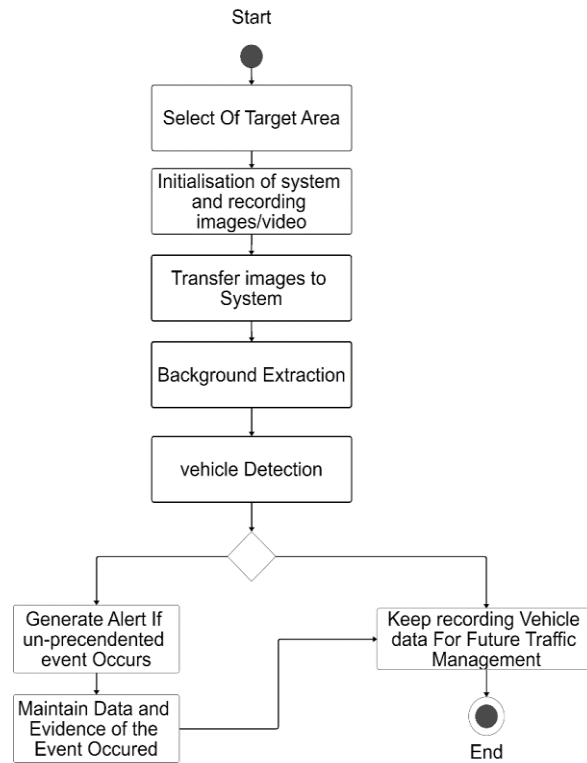 Start
Select Of Target Area
Initialisation of system
and recording
images/video
Transfer images to
System
Background Extraction
vehicle Detection
Generate Alert If
un-precendented
event Occurs
Maintain Data and
Evidence of the
Event Occured
Keep recording Vehicle
data For Future Traffic
Management
End